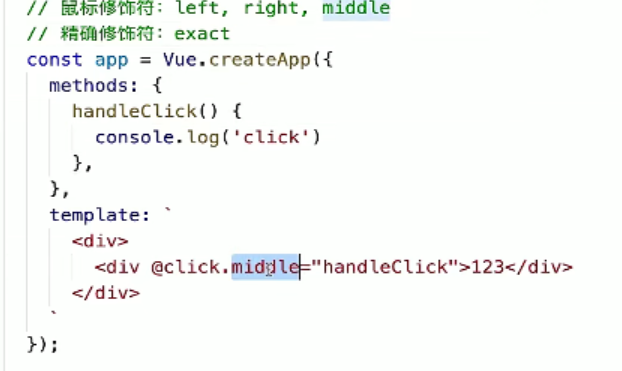 // 鼠标修饰符：left, right, middle
// 精确修饰符：exact
const app = Vue.createApp({
methods: {
handleClick() {
console.log('click')
},
},
template: `
<div>
<div @click.middle="handleClick">123</div>
</div>
`
});